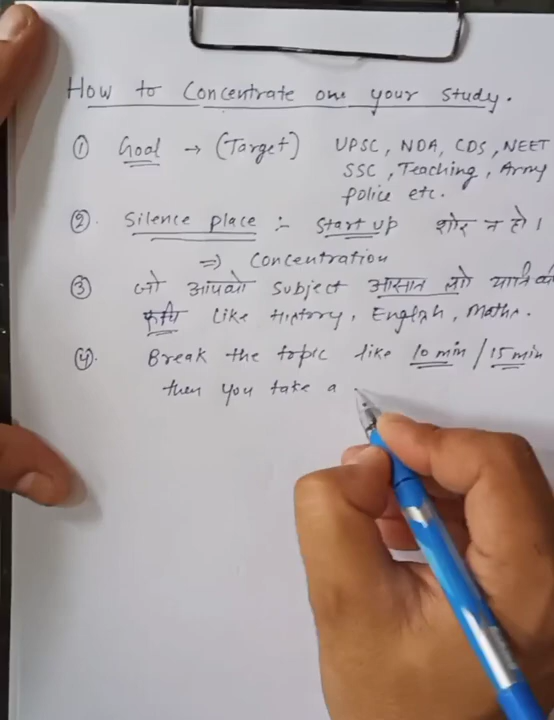 How to Concentrate on your study.
① Goal → (Target) UPSC, NDA, CDS, NEET
SSC, Teaching, Army
police etc.
②. Silence place :- Start up शोर न हो।
⇒ Concentration
③ जो आपको subject आसान लगे यानि
रूचि Like History, English, Maths.
④. Break the topic like 10 min / 15 min
then you take a